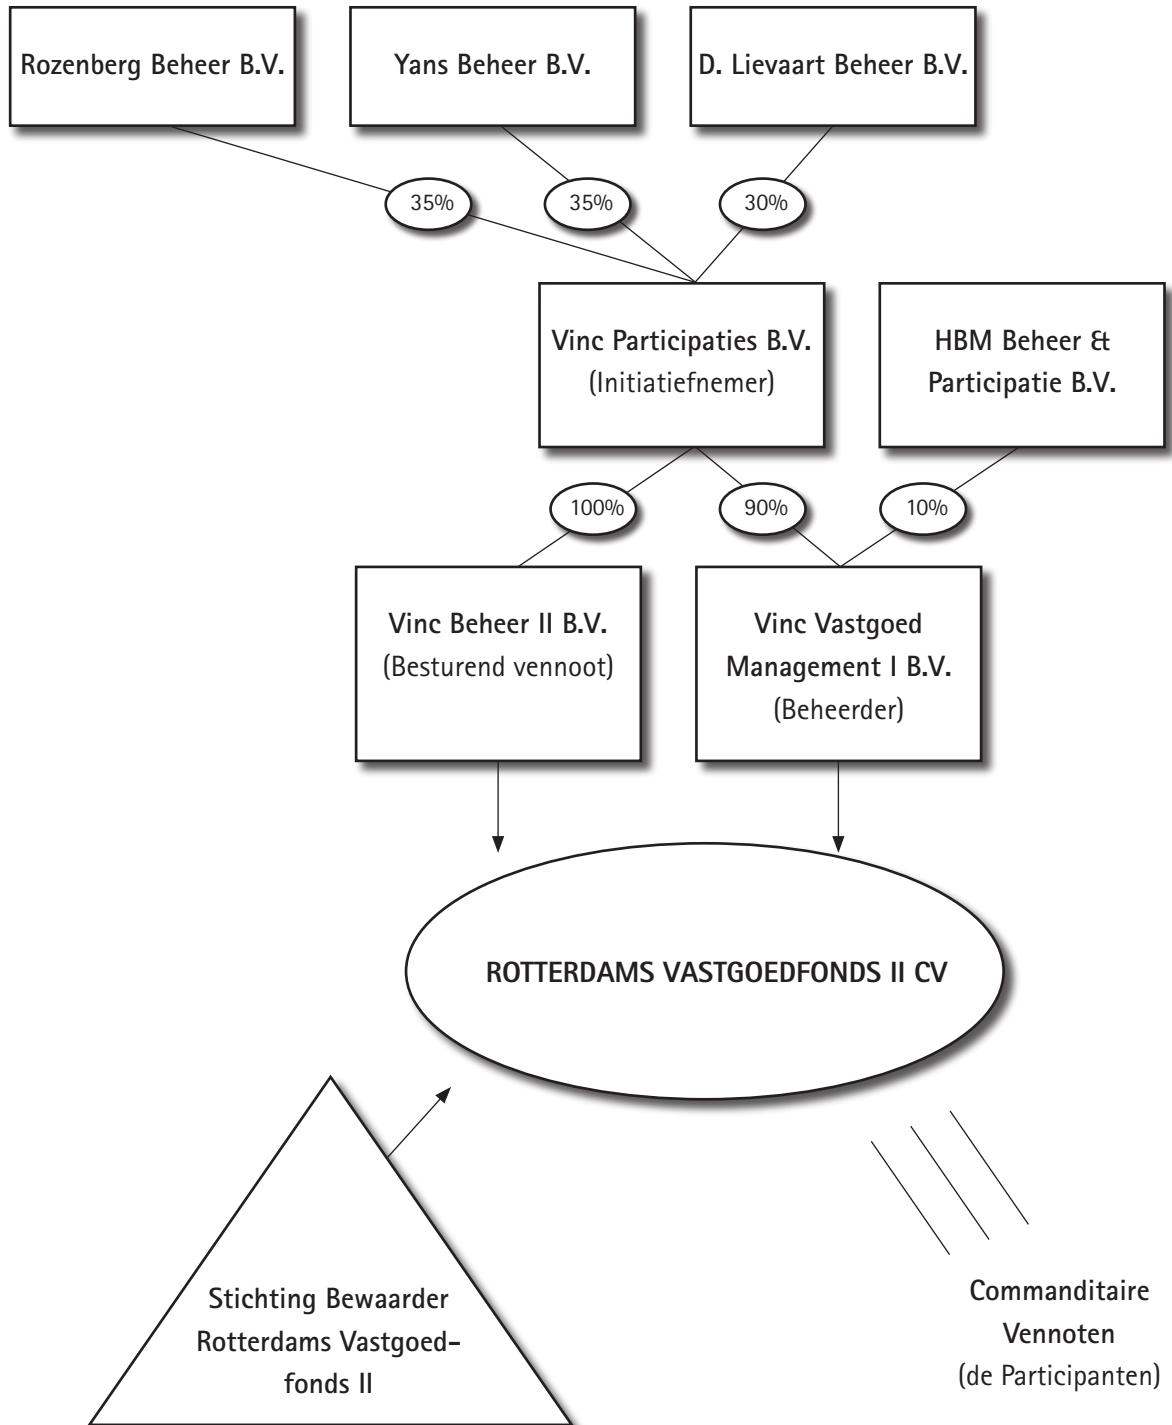 Rozenberg Beheer B.V.
Yans Beheer B.V.
D. Lievaart Beheer B.V.
35%
35%
30%
Vinc Participaties B.V.
(Initiatiefnemer)
HBM Beheer &
Participatie B.V.
100%
90%
10%
Vinc Beheer II B.V.
(Besturend vennoot)
Vinc Vastgoed
Management I B.V.
(Beheerder)
ROTTERDAMS VASTGOEDFONDS II CV
Stichting Bewaarder
Rotterdams Vastgoed-
fonds II
Commanditaire
Vennoten
(de Participanten)